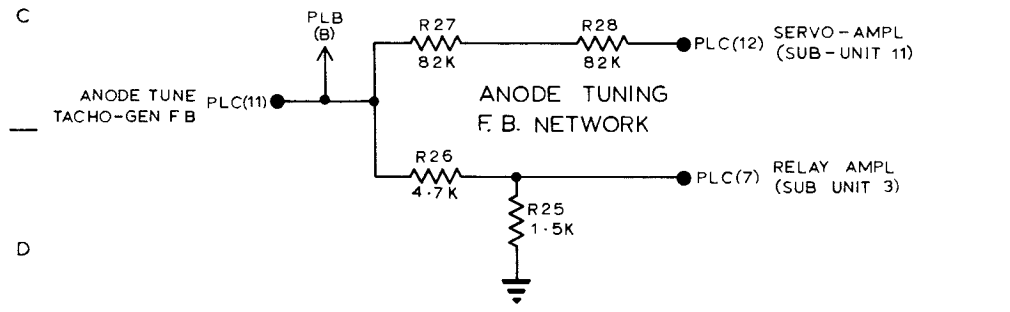 C
PLB
(B)
R27
82K
R28
82K
PLC(12)
SERVO-AMPL
(SUB-UNIT 11)
ANODE TUNE
TACHO-GEN F B
PLC(11)
ANODE TUNING
F. B. NETWORK
R26
4·7K
PLC(7)
RELAY AMPL
(SUB UNIT 3)
R25
1·5K
D